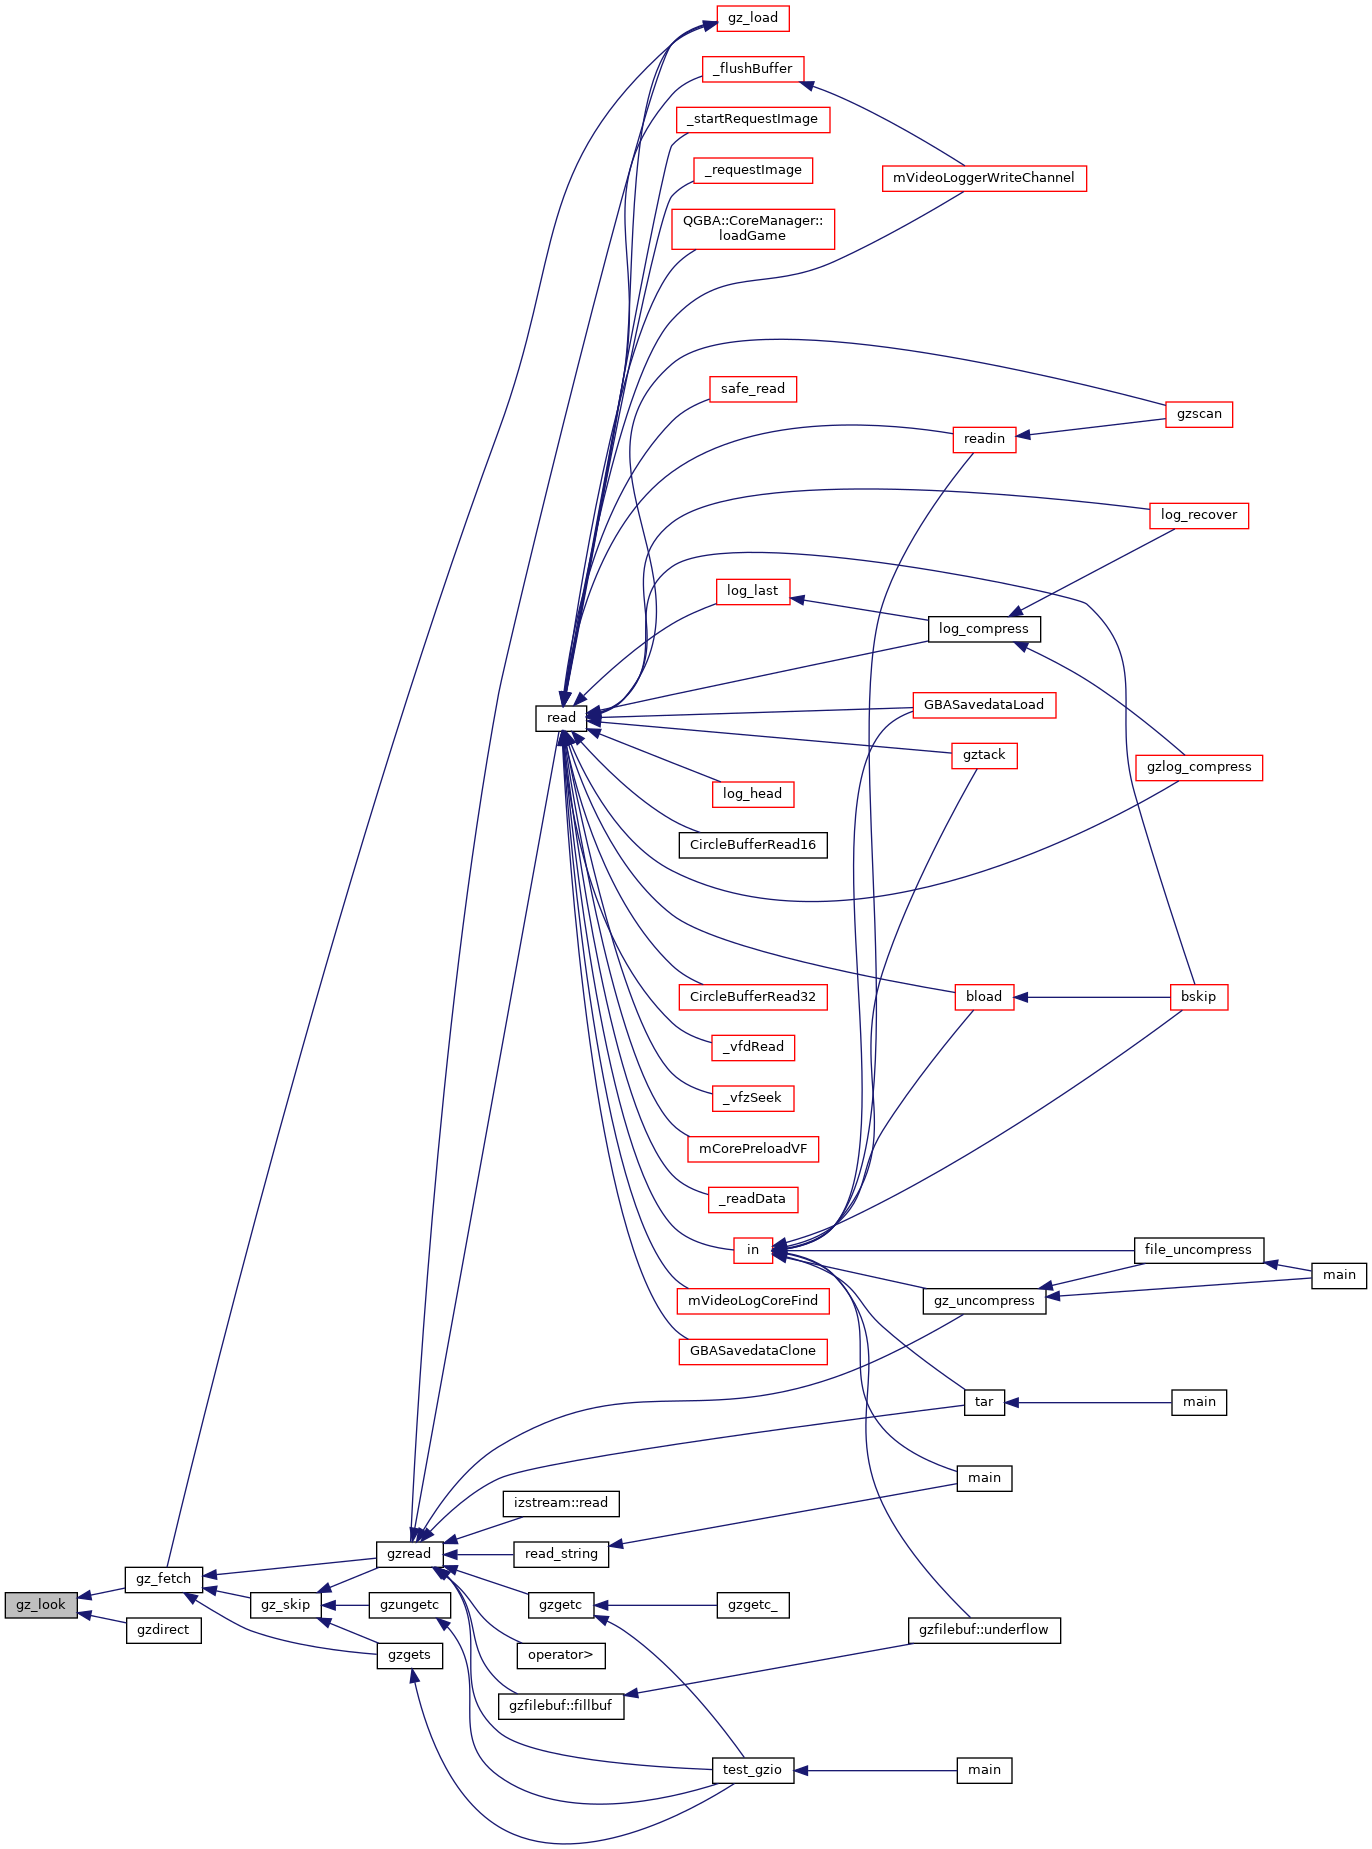 gz_load
_flushBuffer
_startRequestImage
_requestImage
mVideoLoggerWriteChannel
QGBA::CoreManager::
loadGame
safe_read
gzscan
readin
log_recover
log_last
log_compress
GBASavedataLoad
read
gztack
gzlog_compress
log_head
CircleBufferRead16
CircleBufferRead32
bload
bskip
_vfdRead
_vfzSeek
mCorePreloadVF
_readData
in
file_uncompress
main
mVideoLogCoreFind
gz_uncompress
GBASavedataClone
tar
main
main
izstream::read
gzread
read_string
gz_fetch
gz_look
gz_skip
gzungetc
gzgetc
gzgetc_
gzdirect
gzfilebuf::underflow
gzgets
operator>
gzfilebuf::fillbuf
test_gzio
main